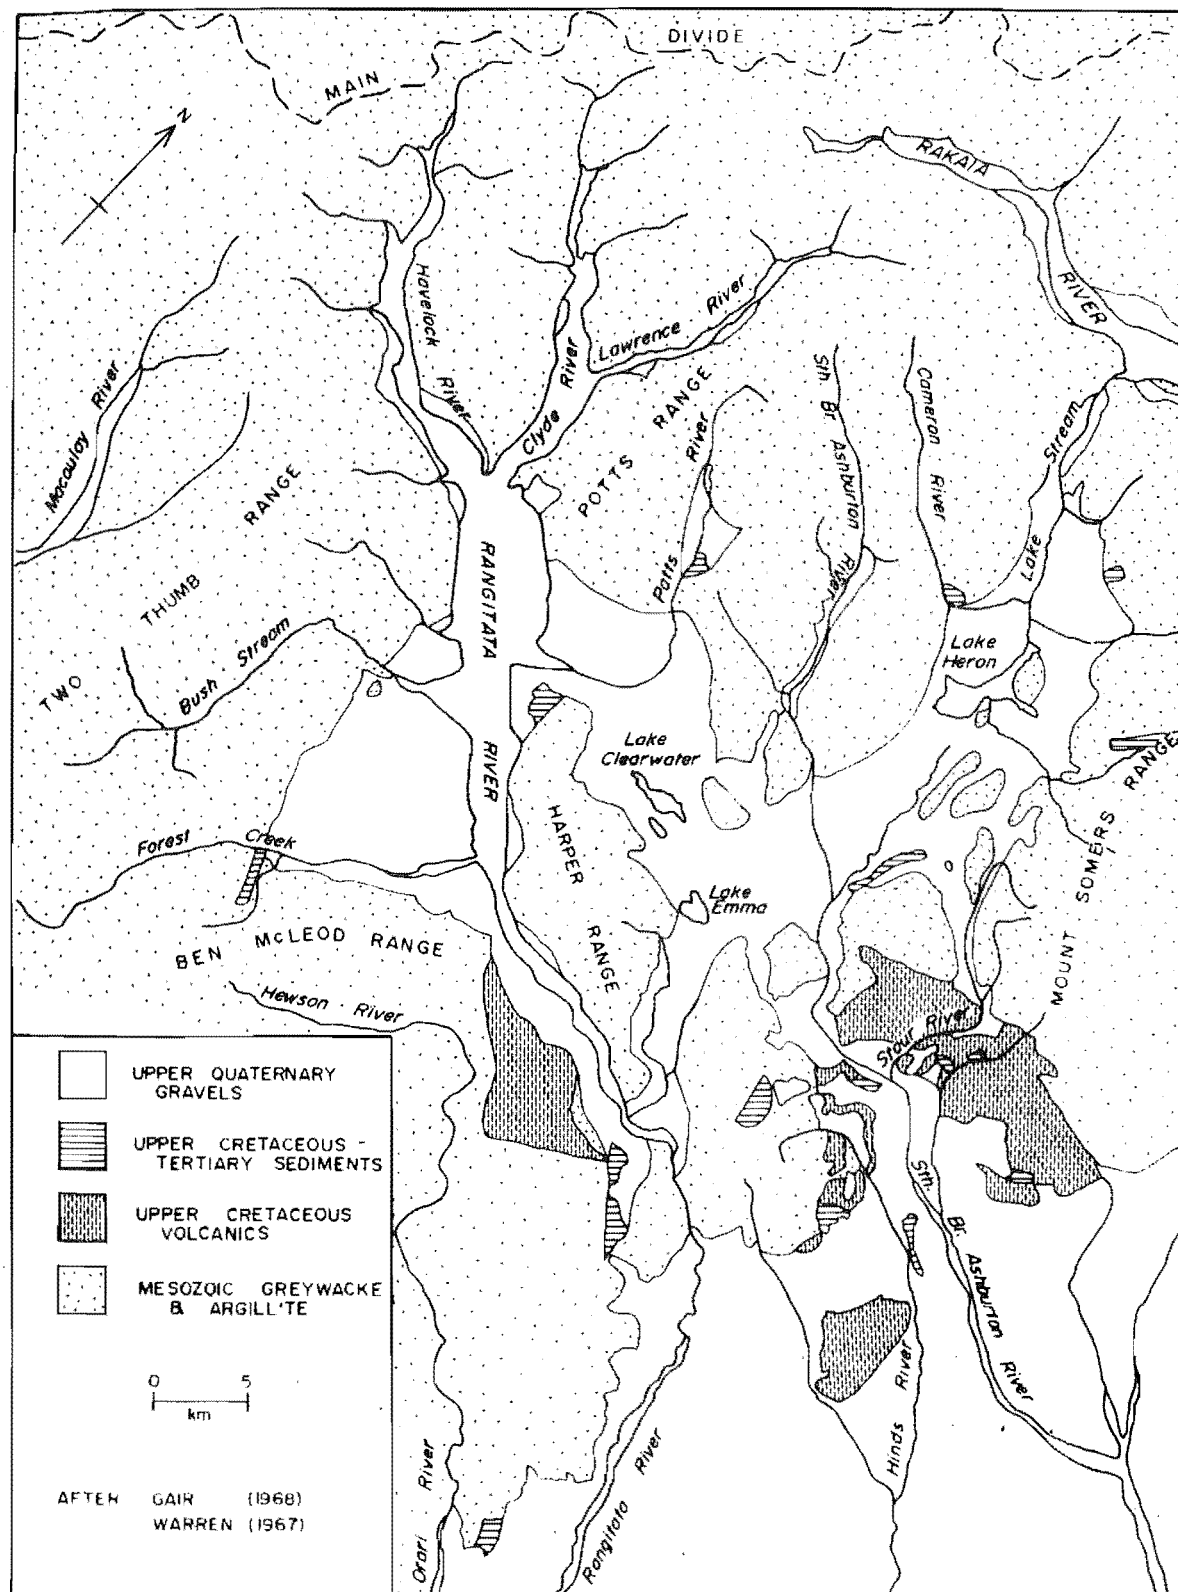 DIVIDE
MAIN
N
RAKAIA
RIVER
Havelock
River
Clyde
River
Lawrence River
Macaulay
River
RANGE
THUMB
TWO
POTTS
RANGE
Potts
River
Sth. Br. Ashburton
River
Cameron
River
Lake
Stream
RANGITATA
RIVER
Bush Stream
Lake
Heron
Lake
Clearwater
Forest Creek
HARPER
RANGE
Lake
Emma
MOUNT SOMERS RANGE
BEN McLEOD RANGE
Hewson River
Stour River
UPPER QUATERNARY
GRAVELS
UPPER CRETACEOUS -
TERTIARY SEDIMENTS
UPPER CRETACEOUS
VOLCANICS
MESOZOIC GREYWACKE
& ARGILL'TE
0 5
km
AFTER GAIR (1968)
WARREN (1967)
Sth. Br. Ashburton River
Hinds River
Rangitata River
Orari River